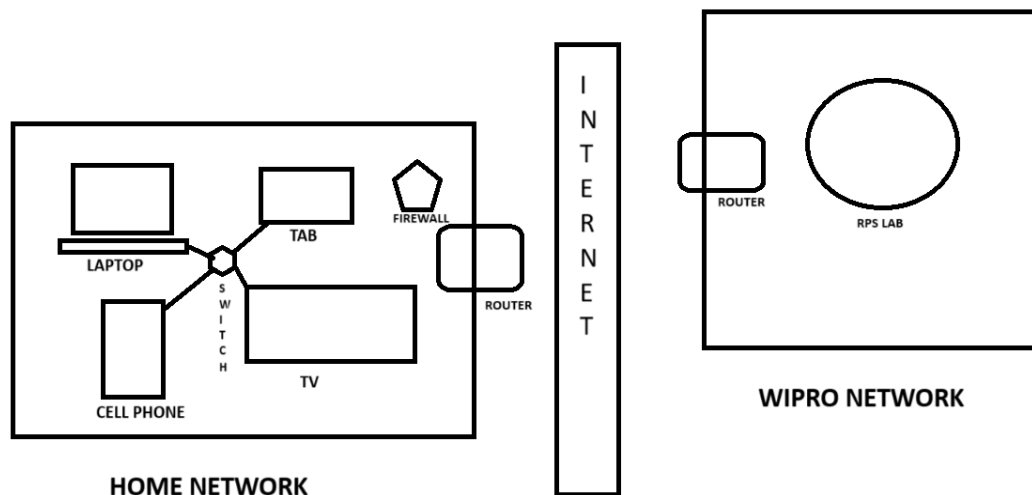 LAPTOP
TAB
FIREWALL
ROUTER
SWITCH
CELL PHONE
TV
HOME NETWORK
INTERNET
ROUTER
RPS LAB
WIPRO NETWORK